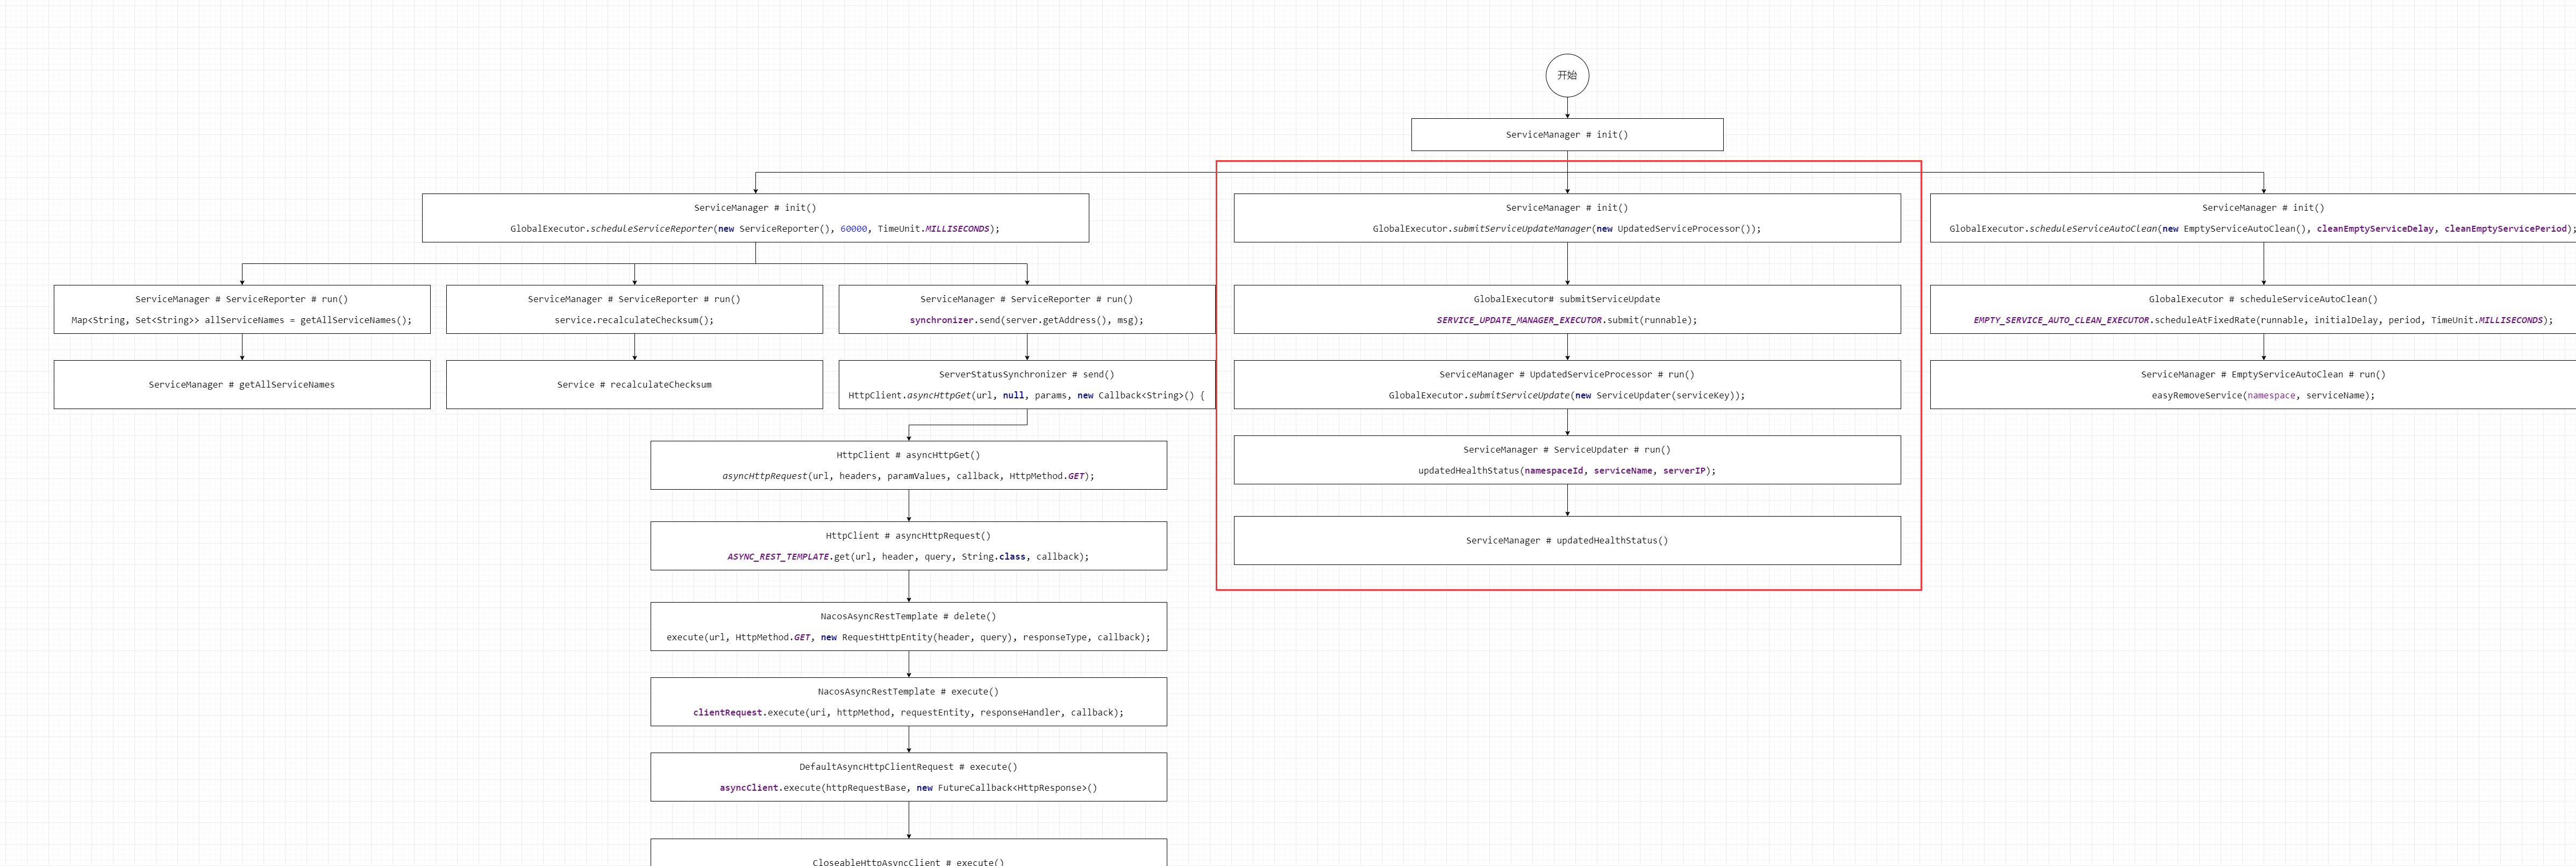 开始
ServiceManager # init()
ServiceManager # init()
GlobalExecutor.scheduleServiceReporter(new ServiceReporter(), 60000, TimeUnit.MILLISECONDS);
ServiceManager # init()
GlobalExecutor.submitServiceUpdateManager(new UpdatedServiceProcessor());
ServiceManager # init()
GlobalExecutor.scheduleServiceAutoClean(new EmptyServiceAutoClean(), cleanEmptyServiceDelay, cleanEmptyServicePeriod);
ServiceManager # ServiceReporter # run()
Map<String, Set<String>> allServiceNames = getAllServiceNames();
ServiceManager # ServiceReporter # run()
service.recalculateChecksum();
ServiceManager # ServiceReporter # run()
synchronizer.send(server.getAddress(), msg);
GlobalExecutor# submitServiceUpdate
SERVICE_UPDATE_MANAGER_EXECUTOR.submit(runnable);
GlobalExecutor # scheduleServiceAutoClean()
EMPTY_SERVICE_AUTO_CLEAN_EXECUTOR.scheduleAtFixedRate(runnable, initialDelay, period, TimeUnit.MILLISECONDS);
ServiceManager # getAllServiceNames
Service # recalculateChecksum
ServerStatusSynchronizer # send()
HttpClient.asyncHttpGet(url, null, params, new Callback<String>() {
ServiceManager # UpdatedServiceProcessor # run()
GlobalExecutor.submitServiceUpdate(new ServiceUpdater(serviceKey));
ServiceManager # EmptyServiceAutoClean # run()
easyRemoveService(namespace, serviceName);
HttpClient # asyncHttpGet()
asyncHttpRequest(url, headers, paramValues, callback, HttpMethod.GET);
ServiceManager # ServiceUpdater # run()
updatedHealthStatus(namespaceId, serviceName, serverIP);
HttpClient # asyncHttpRequest()
ASYNC_REST_TEMPLATE.get(url, header, query, String.class, callback);
ServiceManager # updatedHealthStatus()
NacosAsyncRestTemplate # delete()
execute(url, HttpMethod.GET, new RequestHttpEntity(header, query), responseType, callback);
NacosAsyncRestTemplate # execute()
clientRequest.execute(uri, httpMethod, requestEntity, responseHandler, callback);
DefaultAsyncHttpClientRequest # execute()
asyncClient.execute(httpRequestBase, new FutureCallback<HttpResponse>()
CloseableHttpAsyncClient # execute()